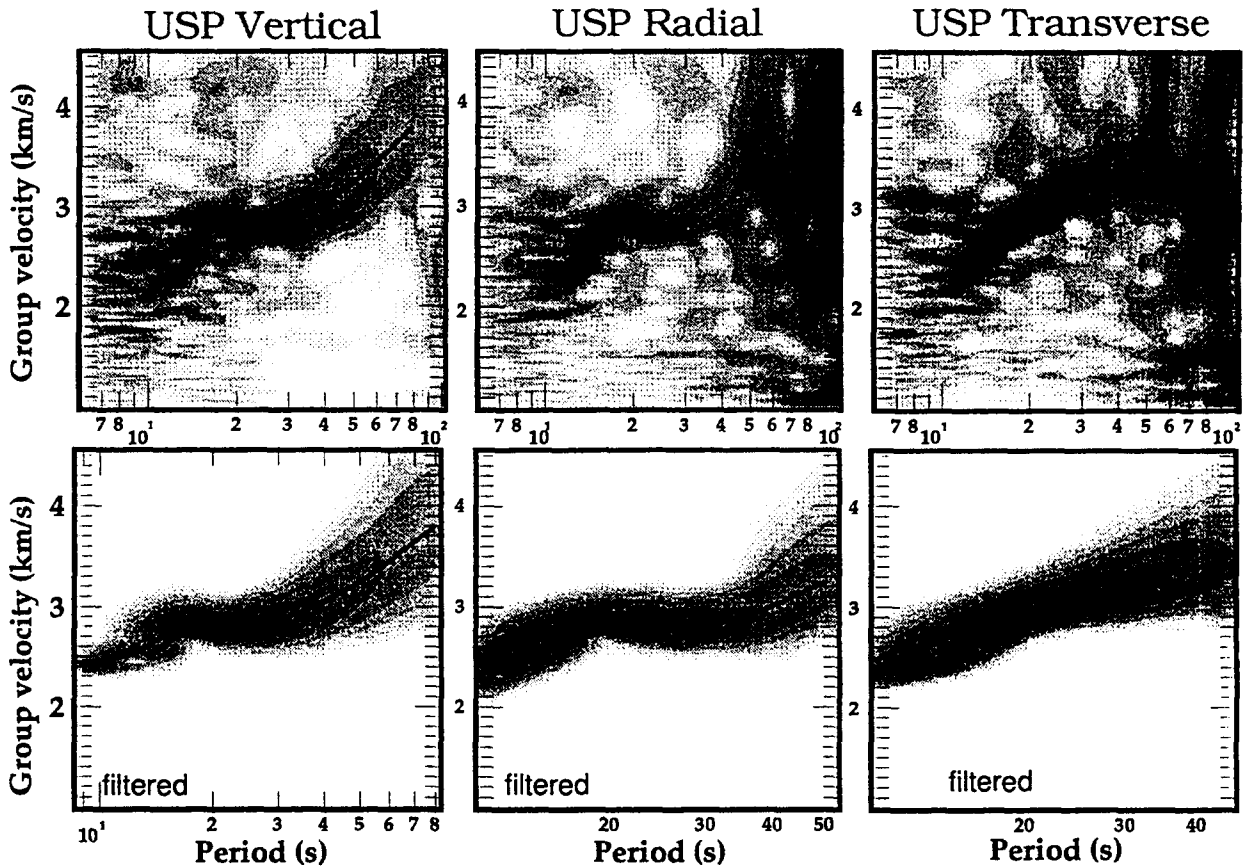 USP Vertical
USP Radial
USP Transverse
Group velocity (km/s)
4
3
2
4
3
2
4
3
2
7 8 10¹ 2 3 4 5 6 7 8 10²
7 8 10¹ 2 3 4 5 6 7 8 10²
7 8 10¹ 2 3 4 5 6 7 8 10²
Group velocity (km/s)
4
3
2
4
3
2
4
3
2
filtered
filtered
filtered
10¹ 2 3 4 5 6 7 8
20 30 40 50
20 30 40
Period (s)
Period (s)
Period (s)